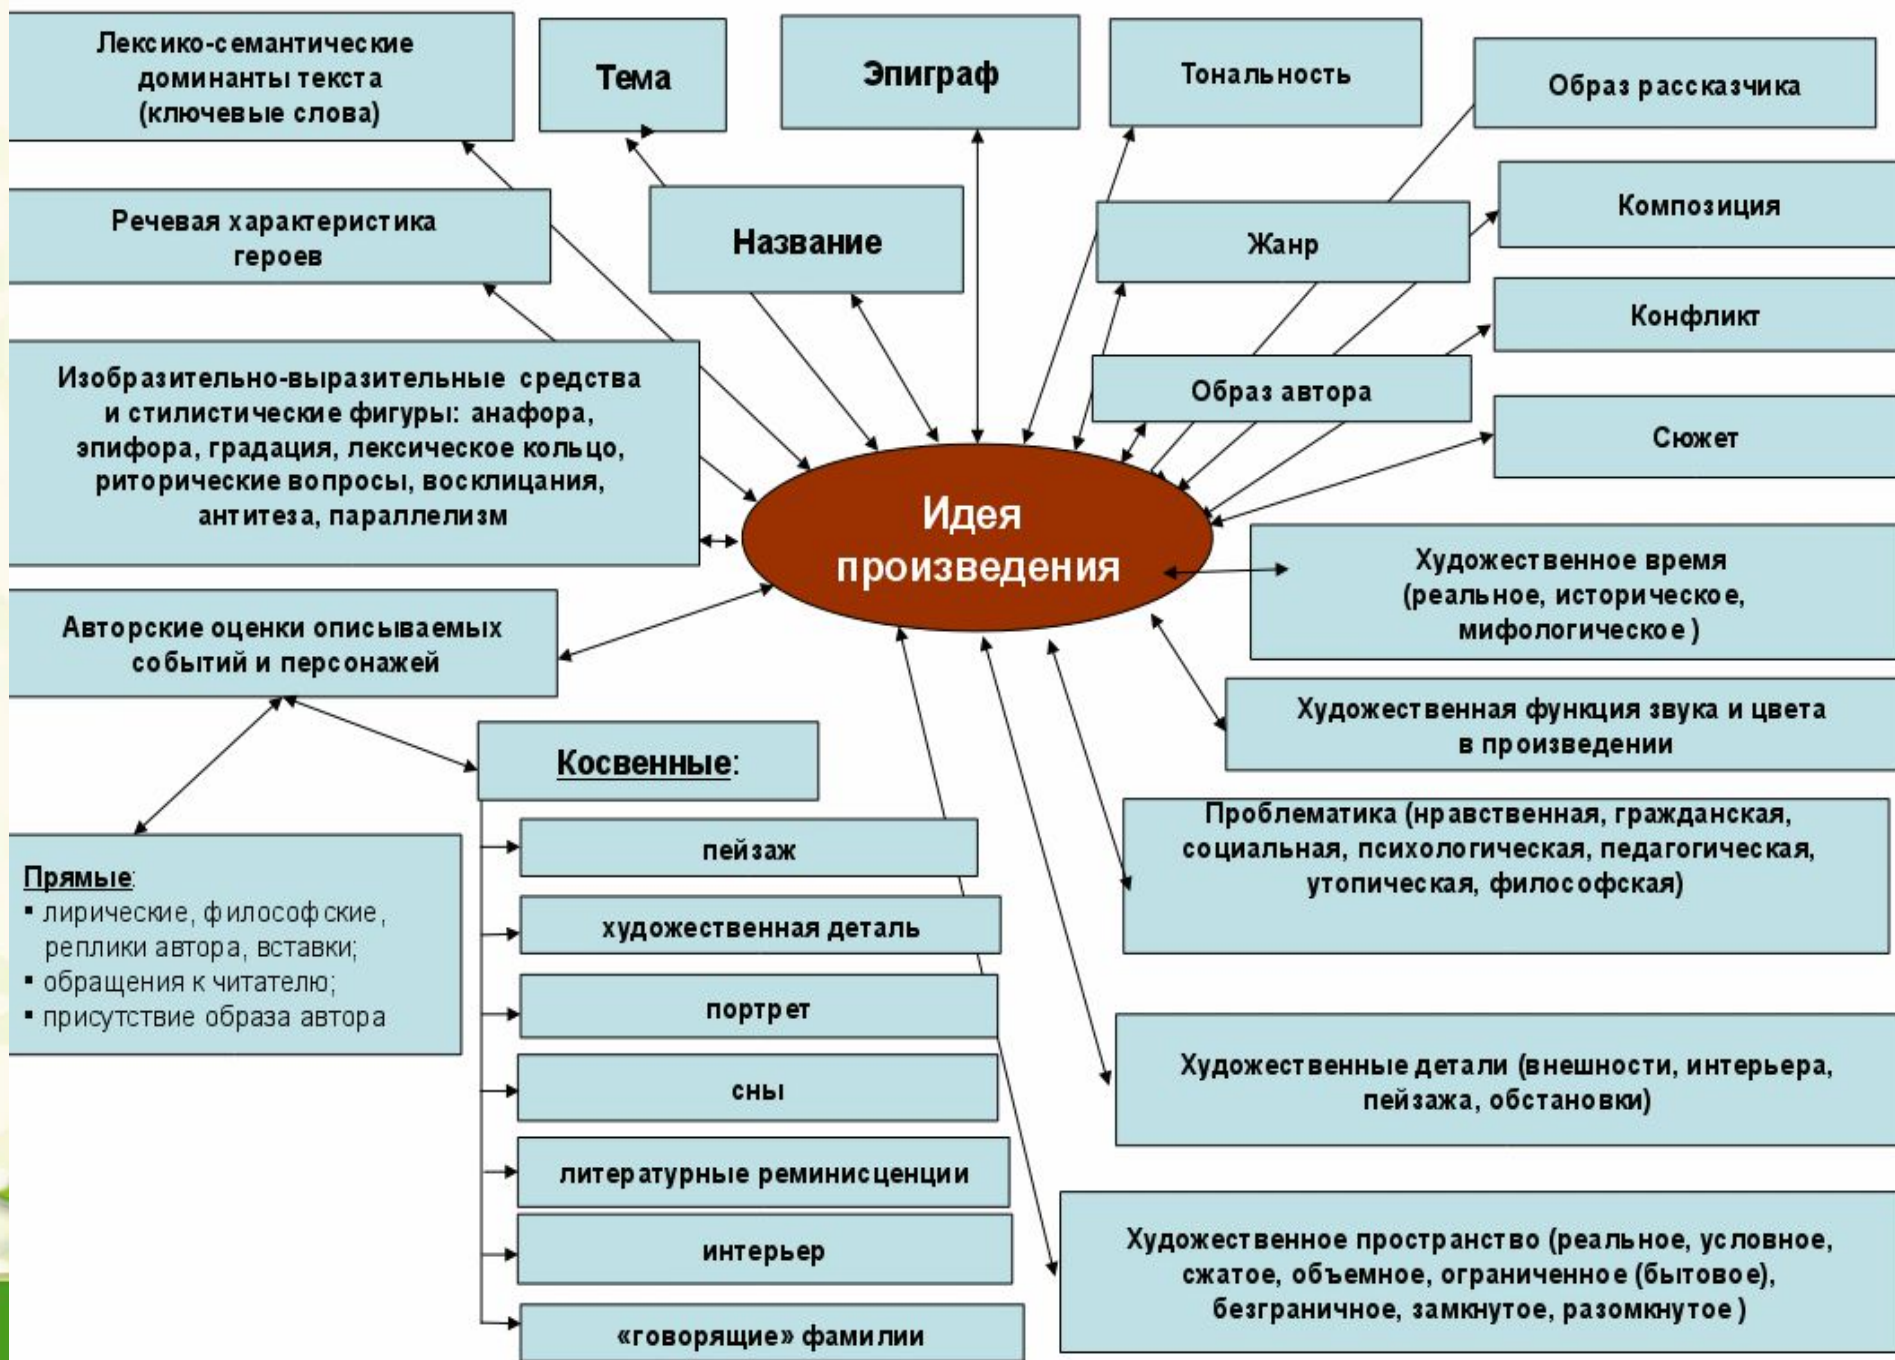 Лексико-семантические
доминанты текста
(ключевые слова)
Тема
Эпиграф
Тональность
Образ рассказчика
Речевая характеристика
героев
Название
Жанр
Композиция
Конфликт
Изобразительно-выразительные средства
и стилистические фигуры: анафора,
эпифора, градация, лексическое кольцо,
риторические вопросы, восклицания,
антитеза, параллелизм
Образ автора
Сюжет
Идея
произведения
Художественное время
(реальное, историческое,
мифологическое )
Авторские оценки описываемых
событий и персонажей
Художественная функция звука и цвета
в произведении
Косвенные:
пейзаж
художественная деталь
портрет
сны
литературные реминисценции
интерьер
«говорящие» фамилии
Прямые:
▪ лирические, философские,
реплики автора, вставки;
▪ обращения к читателю;
▪ присутствие образа автора
Проблематика (нравственная, гражданская,
социальная, психологическая, педагогическая,
утопическая, философская)
Художественные детали (внешности, интерьера,
пейзажа, обстановки)
Художественное пространство (реальное, условное,
сжатое, объемное, ограниченное (бытовое),
безграничное, замкнутое, разомкнутое )